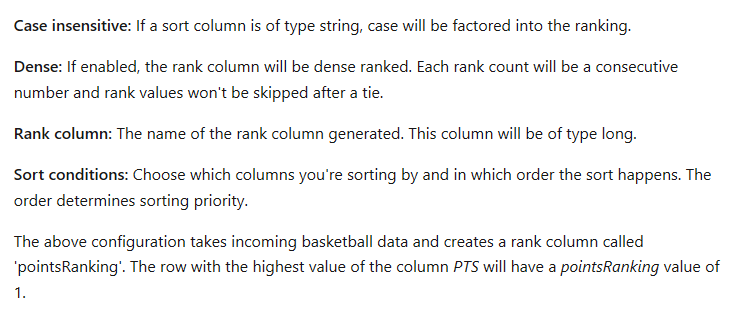 Case insensitive: If a sort column is of type string, case will be factored into the ranking.
Dense: If enabled, the rank column will be dense ranked. Each rank count will be a consecutive
number and rank values won't be skipped after a tie.
Rank column: The name of the rank column generated. This column will be of type long.
Sort conditions: Choose which columns you're sorting by and in which order the sort happens. The
order determines sorting priority.
The above configuration takes incoming basketball data and creates a rank column called
'pointsRanking'. The row with the highest value of the column PTS will have a pointsRanking value of
1.